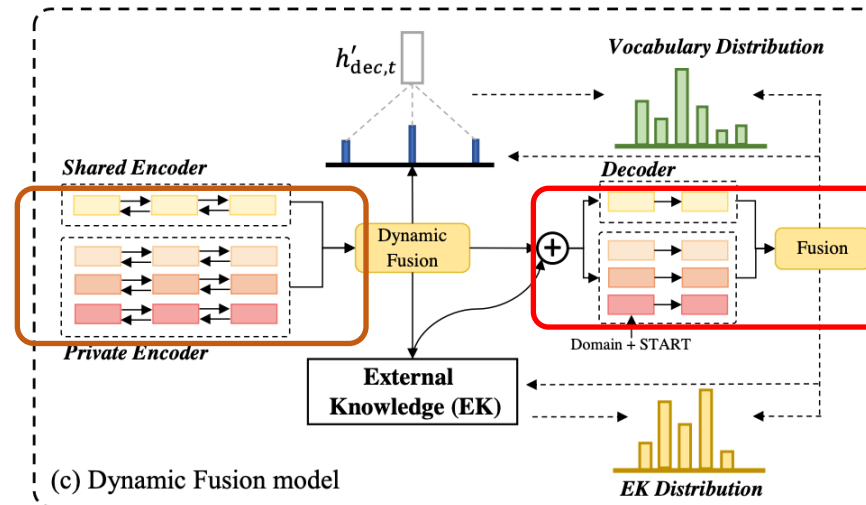 h′dec,t
Vocabulary Distribution
Shared Encoder
Decoder
Dynamic
Fusion
+
Fusion
Private Encoder
Domain + START
External
Knowledge (EK)
(c) Dynamic Fusion model
EK Distribution